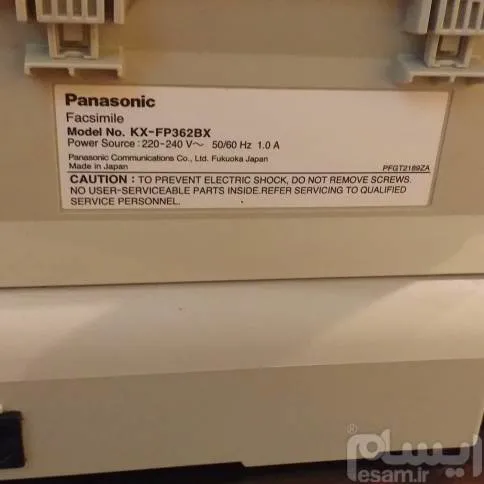 Panasonic
Facsimile
Model No. KX-FP362BX
Power Source : 220-240 V～ 50/60 Hz 1.0 A
Panasonic Communications Co., Ltd. Fukuoka Japan
Made in Japan
PFGT2189ZA
CAUTION : TO PREVENT ELECTRIC SHOCK, DO NOT REMOVE SCREWS.
NO USER-SERVICEABLE PARTS INSIDE.REFER SERVICING TO QUALIFIED
SERVICE PERSONNEL.
ایسام®
esam.ir